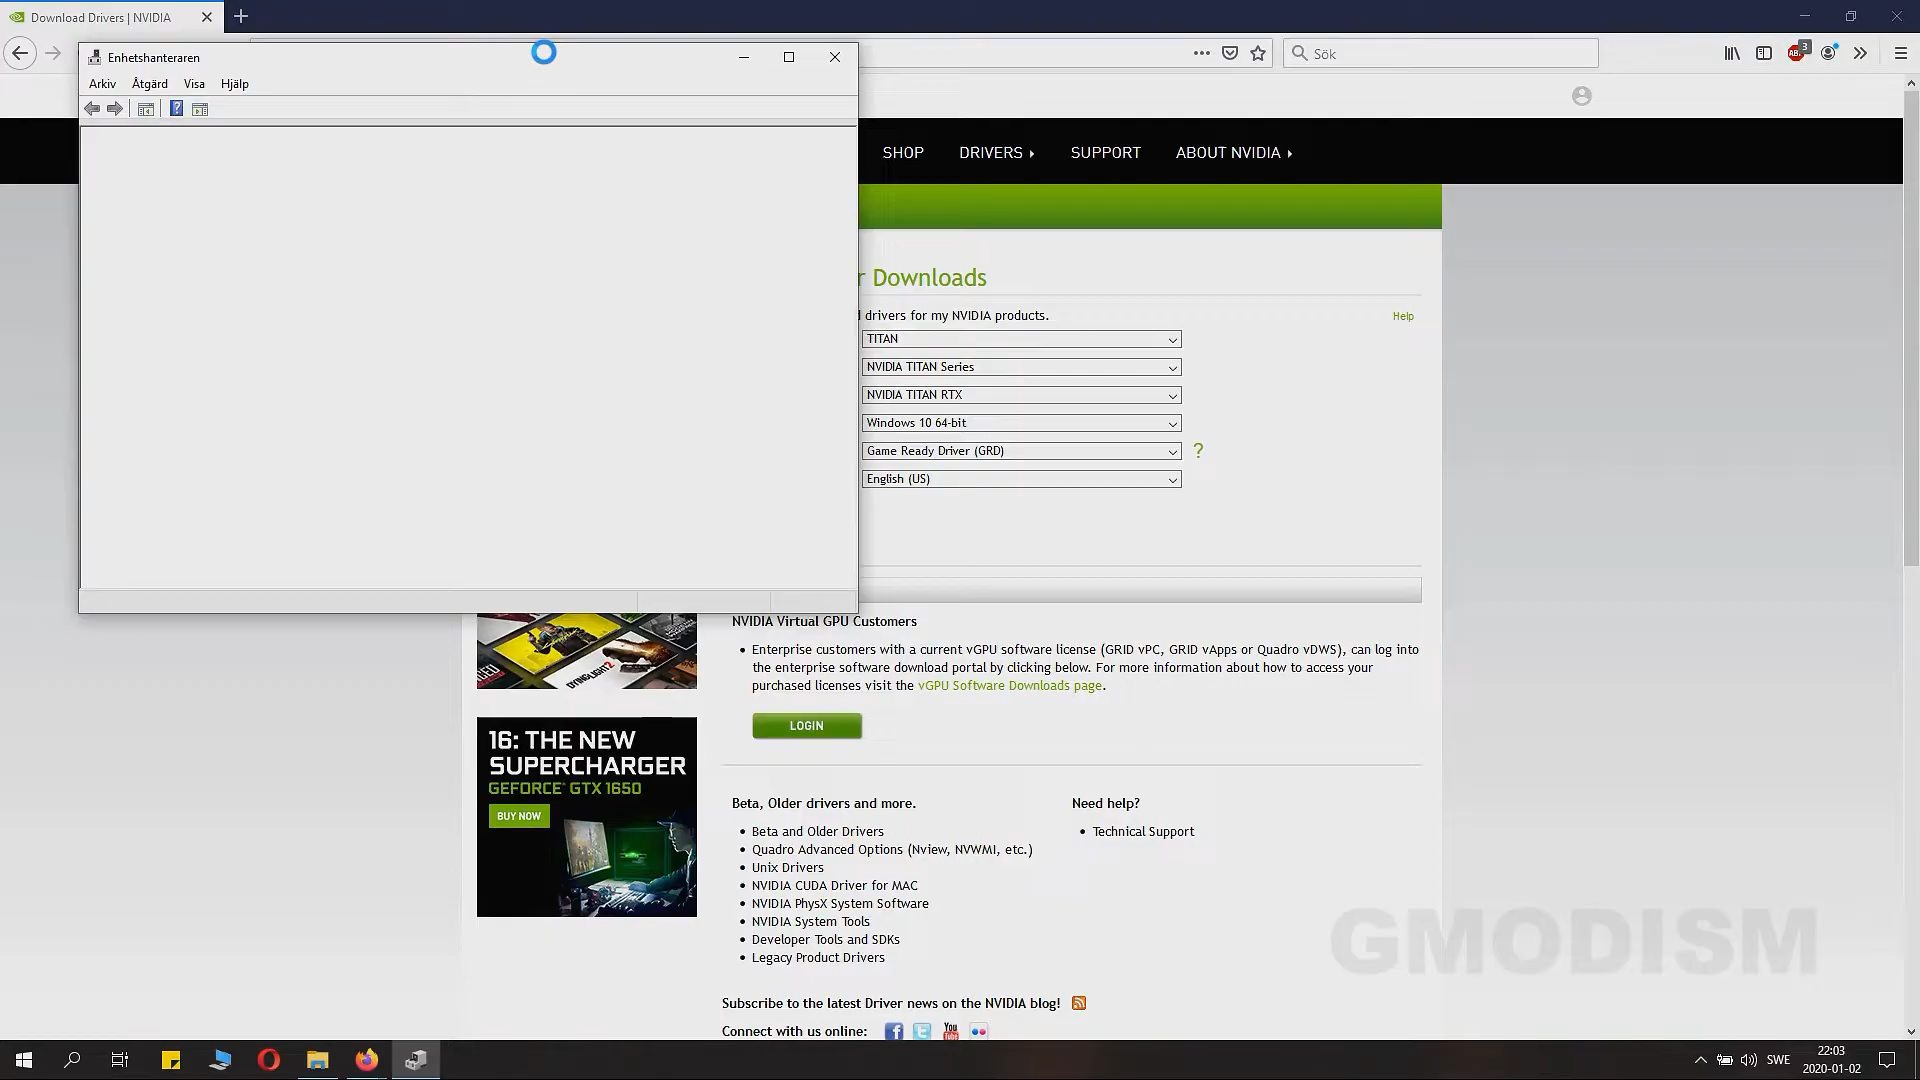 Download Drivers | NVIDIA
Enhetshanteraren
Arkiv Åtgärd Visa Hjälp
Sök
3
SHOP DRIVERS SUPPORT ABOUT NVIDIA
r Downloads
drivers for my NVIDIA products.
Help
TITAN
NVIDIA TITAN Series
NVIDIA TITAN RTX
Windows 10 64-bit
Game Ready Driver (GRD)
?
English (US)
DYING LIGHT 2
NVIDIA Virtual GPU Customers
• Enterprise customers with a current vGPU software license (GRID vPC, GRID vApps or Quadro vDWS), can log into
the enterprise software download portal by clicking below. For more information about how to access your
purchased licenses visit the vGPU Software Downloads page.
LOGIN
16: THE NEW
SUPERCHARGER
GEFORCE® GTX 1650
BUY NOW
Beta, Older drivers and more.
• Beta and Older Drivers
• Quadro Advanced Options (Nview, NVWMI, etc.)
• Unix Drivers
• NVIDIA CUDA Driver for MAC
• NVIDIA PhysX System Software
• NVIDIA System Tools
• Developer Tools and SDKs
• Legacy Product Drivers
Need help?
• Technical Support
GMODISM
Subscribe to the latest Driver news on the NVIDIA blog!
Connect with us online:
You
SWE
22:03
2020-01-02